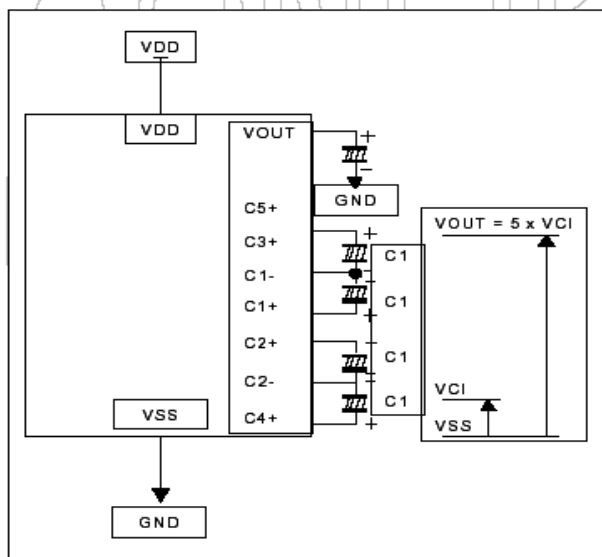 VDD
VDD
VOUT
+
-
GND
C5+
C3+
C1-
C1+
C2+
C2-
C4+
+
-
-
+
+
-
-
+
C1
C1
C1
C1
VOUT = 5 x VCI
VCI
VSS
VSS
GND